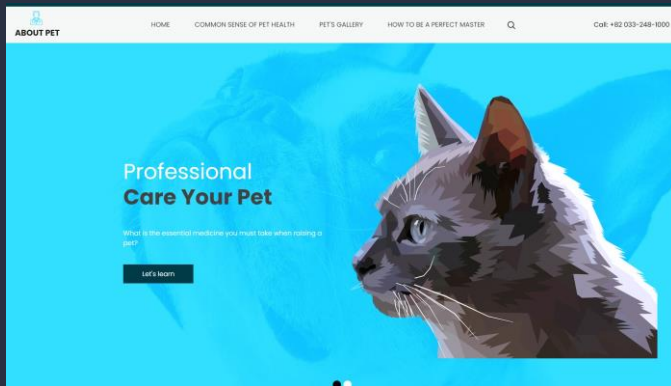 ABOUT PET
HOME COMMON SENSE OF PET HEALTH PET'S GALLERY HOW TO BE A PERFECT MASTER Call: +82 033-248-1000
Professional
Care Your Pet
What is the essential medicine you must take when raising a
pet?
Let's learn